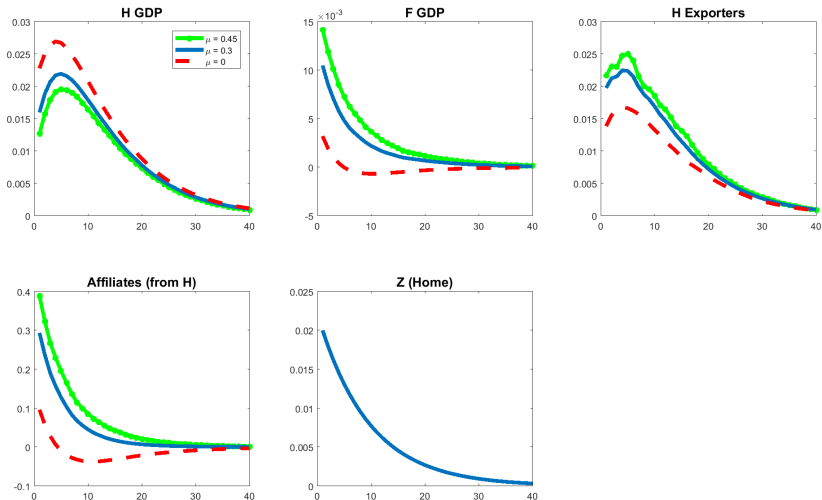 H GDP
0.03
0.025
0.02
0.015
0.01
0.005
0
0 10 20 30 40
μ = 0.45
μ = 0.3
μ = 0
F GDP
15 ×10⁻³
10
5
0
-5
0 10 20 30 40
H Exporters
0.03
0.025
0.02
0.015
0.01
0.005
0
0 10 20 30 40
Affiliates (from H)
0.4
0.3
0.2
0.1
0
-0.1
0 10 20 30 40
Z (Home)
0.025
0.02
0.015
0.01
0.005
0
0 10 20 30 40